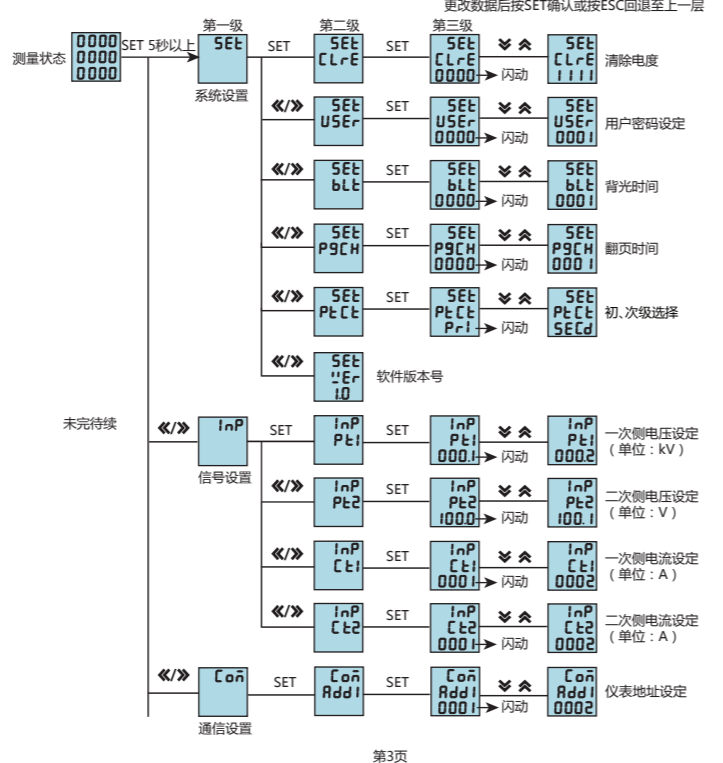 更改数据后按SET确认或按ESC回退至上一层
第一级 第二级 第三级
测量状态 0000 0000 0000 SET 5秒以上 SEt SET SEt CLrE SET SEt CLrE 0000 闪动 SEt CLrE 1111 清除电度
系统设置
«/» SEt USEr SET SEt USEr 0000 闪动 SEt USEr 0001 用户密码设定
«/» SEt bLt SET SEt bLt 0000 闪动 SEt bLt 0001 背光时间
«/» SEt PgCH SET SEt PgCH 0000 闪动 SEt PgCH 0001 翻页时间
«/» SEt PtCt SET SEt PtCt Pri 闪动 SEt PtCt SECd 初、次级选择
«/» SEt VEr 1.0 软件版本号
未完待续
«/» InP SET InP Pt1 SET InP Pt1 000.1 闪动 InP Pt1 000.2 一次侧电压设定
(单位：kV)
信号设置
«/» InP Pt2 SET InP Pt2 100.0 闪动 InP Pt2 100.1 二次侧电压设定
(单位：V)
«/» InP Ct1 SET InP Ct1 0001 闪动 InP Ct1 0002 一次侧电流设定
(单位：A)
«/» InP Ct2 SET InP Ct2 0001 闪动 InP Ct2 0002 二次侧电流设定
(单位：A)
«/» Com SET Com Add1 SET Com Add1 0001 闪动 Com Add1 0002 仪表地址设定
通信设置
第3页